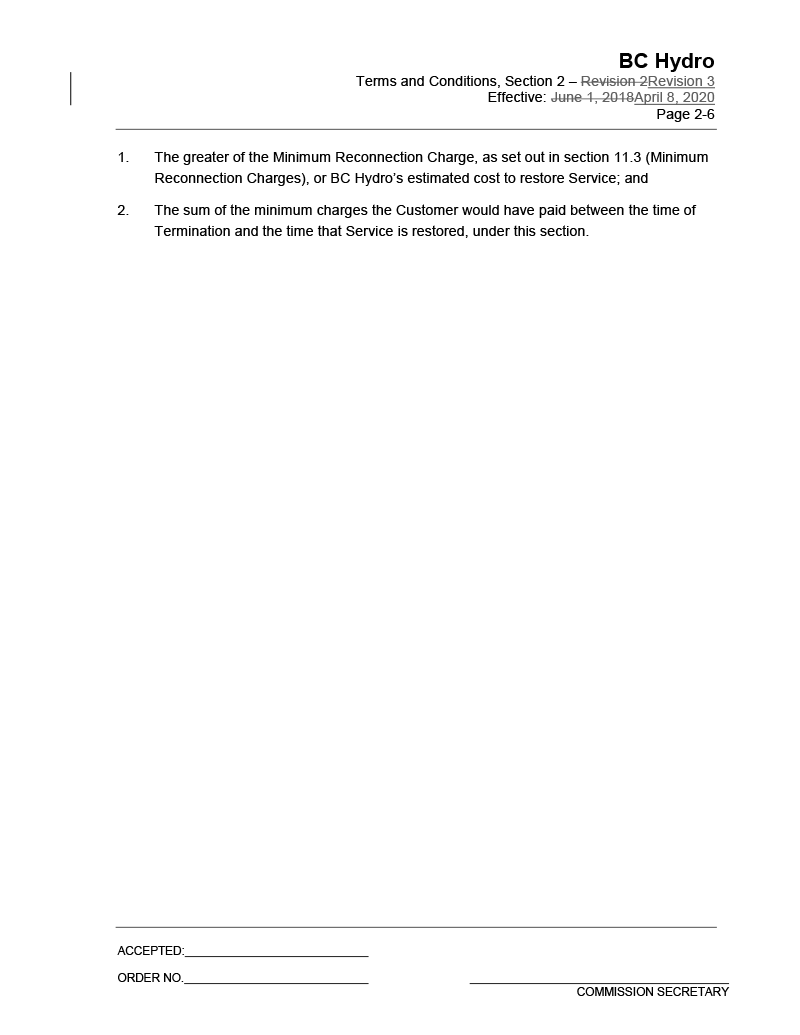 BC Hydro
Terms and Conditions, Section 2 – Revision 2Revision 3
Effective: June 1, 2018April 8, 2020
Page 2-6
1. The greater of the Minimum Reconnection Charge, as set out in section 11.3 (Minimum
Reconnection Charges), or BC Hydro’s estimated cost to restore Service; and
2. The sum of the minimum charges the Customer would have paid between the time of
Termination and the time that Service is restored, under this section.
ACCEPTED:
ORDER NO.
COMMISSION SECRETARY